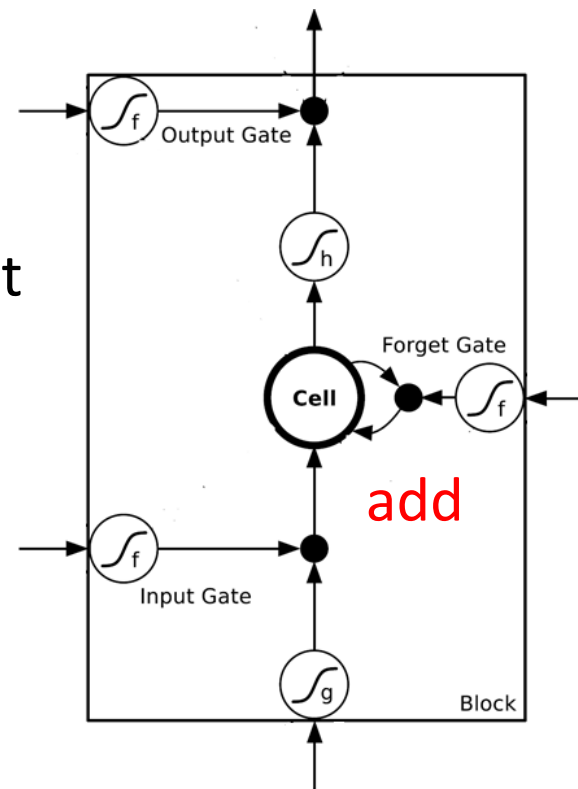 f
Output Gate
h
t
Forget Gate
Cell
f
add
f
Input Gate
g
Block